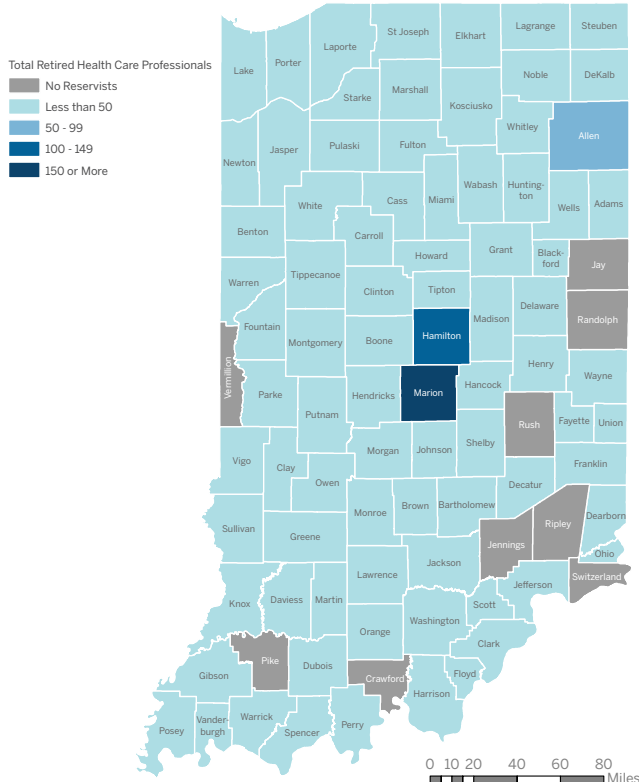 Total Retired Health Care Professionals
No Reservists
Less than 50
50 - 99
100 - 149
150 or More
St Joseph
Elkhart
Lagrange
Steuben
Lake
Porter
Laporte
Noble
DeKalb
Starke
Marshall
Kosciusko
Whitley
Allen
Newton
Jasper
Pulaski
Fulton
Wabash
Hunting-
ton
Wells
Adams
White
Cass
Miami
Benton
Carroll
Howard
Grant
Black-
ford
Jay
Warren
Tippecanoe
Clinton
Tipton
Madison
Delaware
Randolph
Fountain
Montgomery
Boone
Hamilton
Henry
Wayne
Vermillion
Parke
Putnam
Hendricks
Marion
Hancock
Rush
Fayette
Union
Vigo
Clay
Owen
Morgan
Johnson
Shelby
Decatur
Franklin
Sullivan
Greene
Monroe
Brown
Bartholomew
Jennings
Ripley
Dearborn
Ohio
Switzerland
Knox
Daviess
Martin
Lawrence
Jackson
Jefferson
Scott
Orange
Washington
Clark
Gibson
Pike
Dubois
Crawford
Harrison
Floyd
Posey
Vander-
burgh
Warrick
Spencer
Perry
0 10 20 40 60 80
Miles